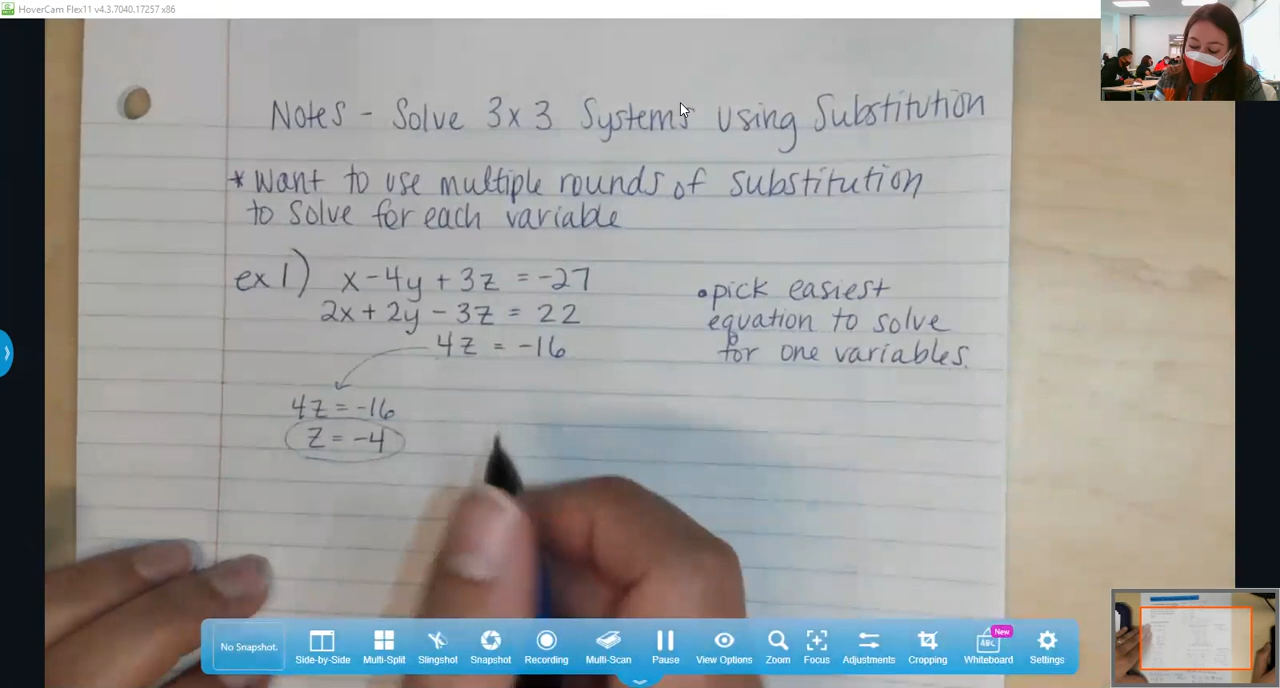 HoverCam Flex11 v4.3.7040.17257 x86
Notes - Solve 3x3 Systems Using Substitution
* Want to use multiple rounds of substitution
to solve for each variable
ex 1) x-4y+3z = -27
2x+2y-3z = 22
4z = -16
• pick easiest
equation to solve
for one variables.
4z = -16
z = -4
No Snapshot.
Side-by-Side
Multi-Split
Slingshot
Snapshot
Recording
Multi-Scan
Pause
View Options
Zoom
Focus
Adjustments
Cropping
New
ABC
Whiteboard
Settings